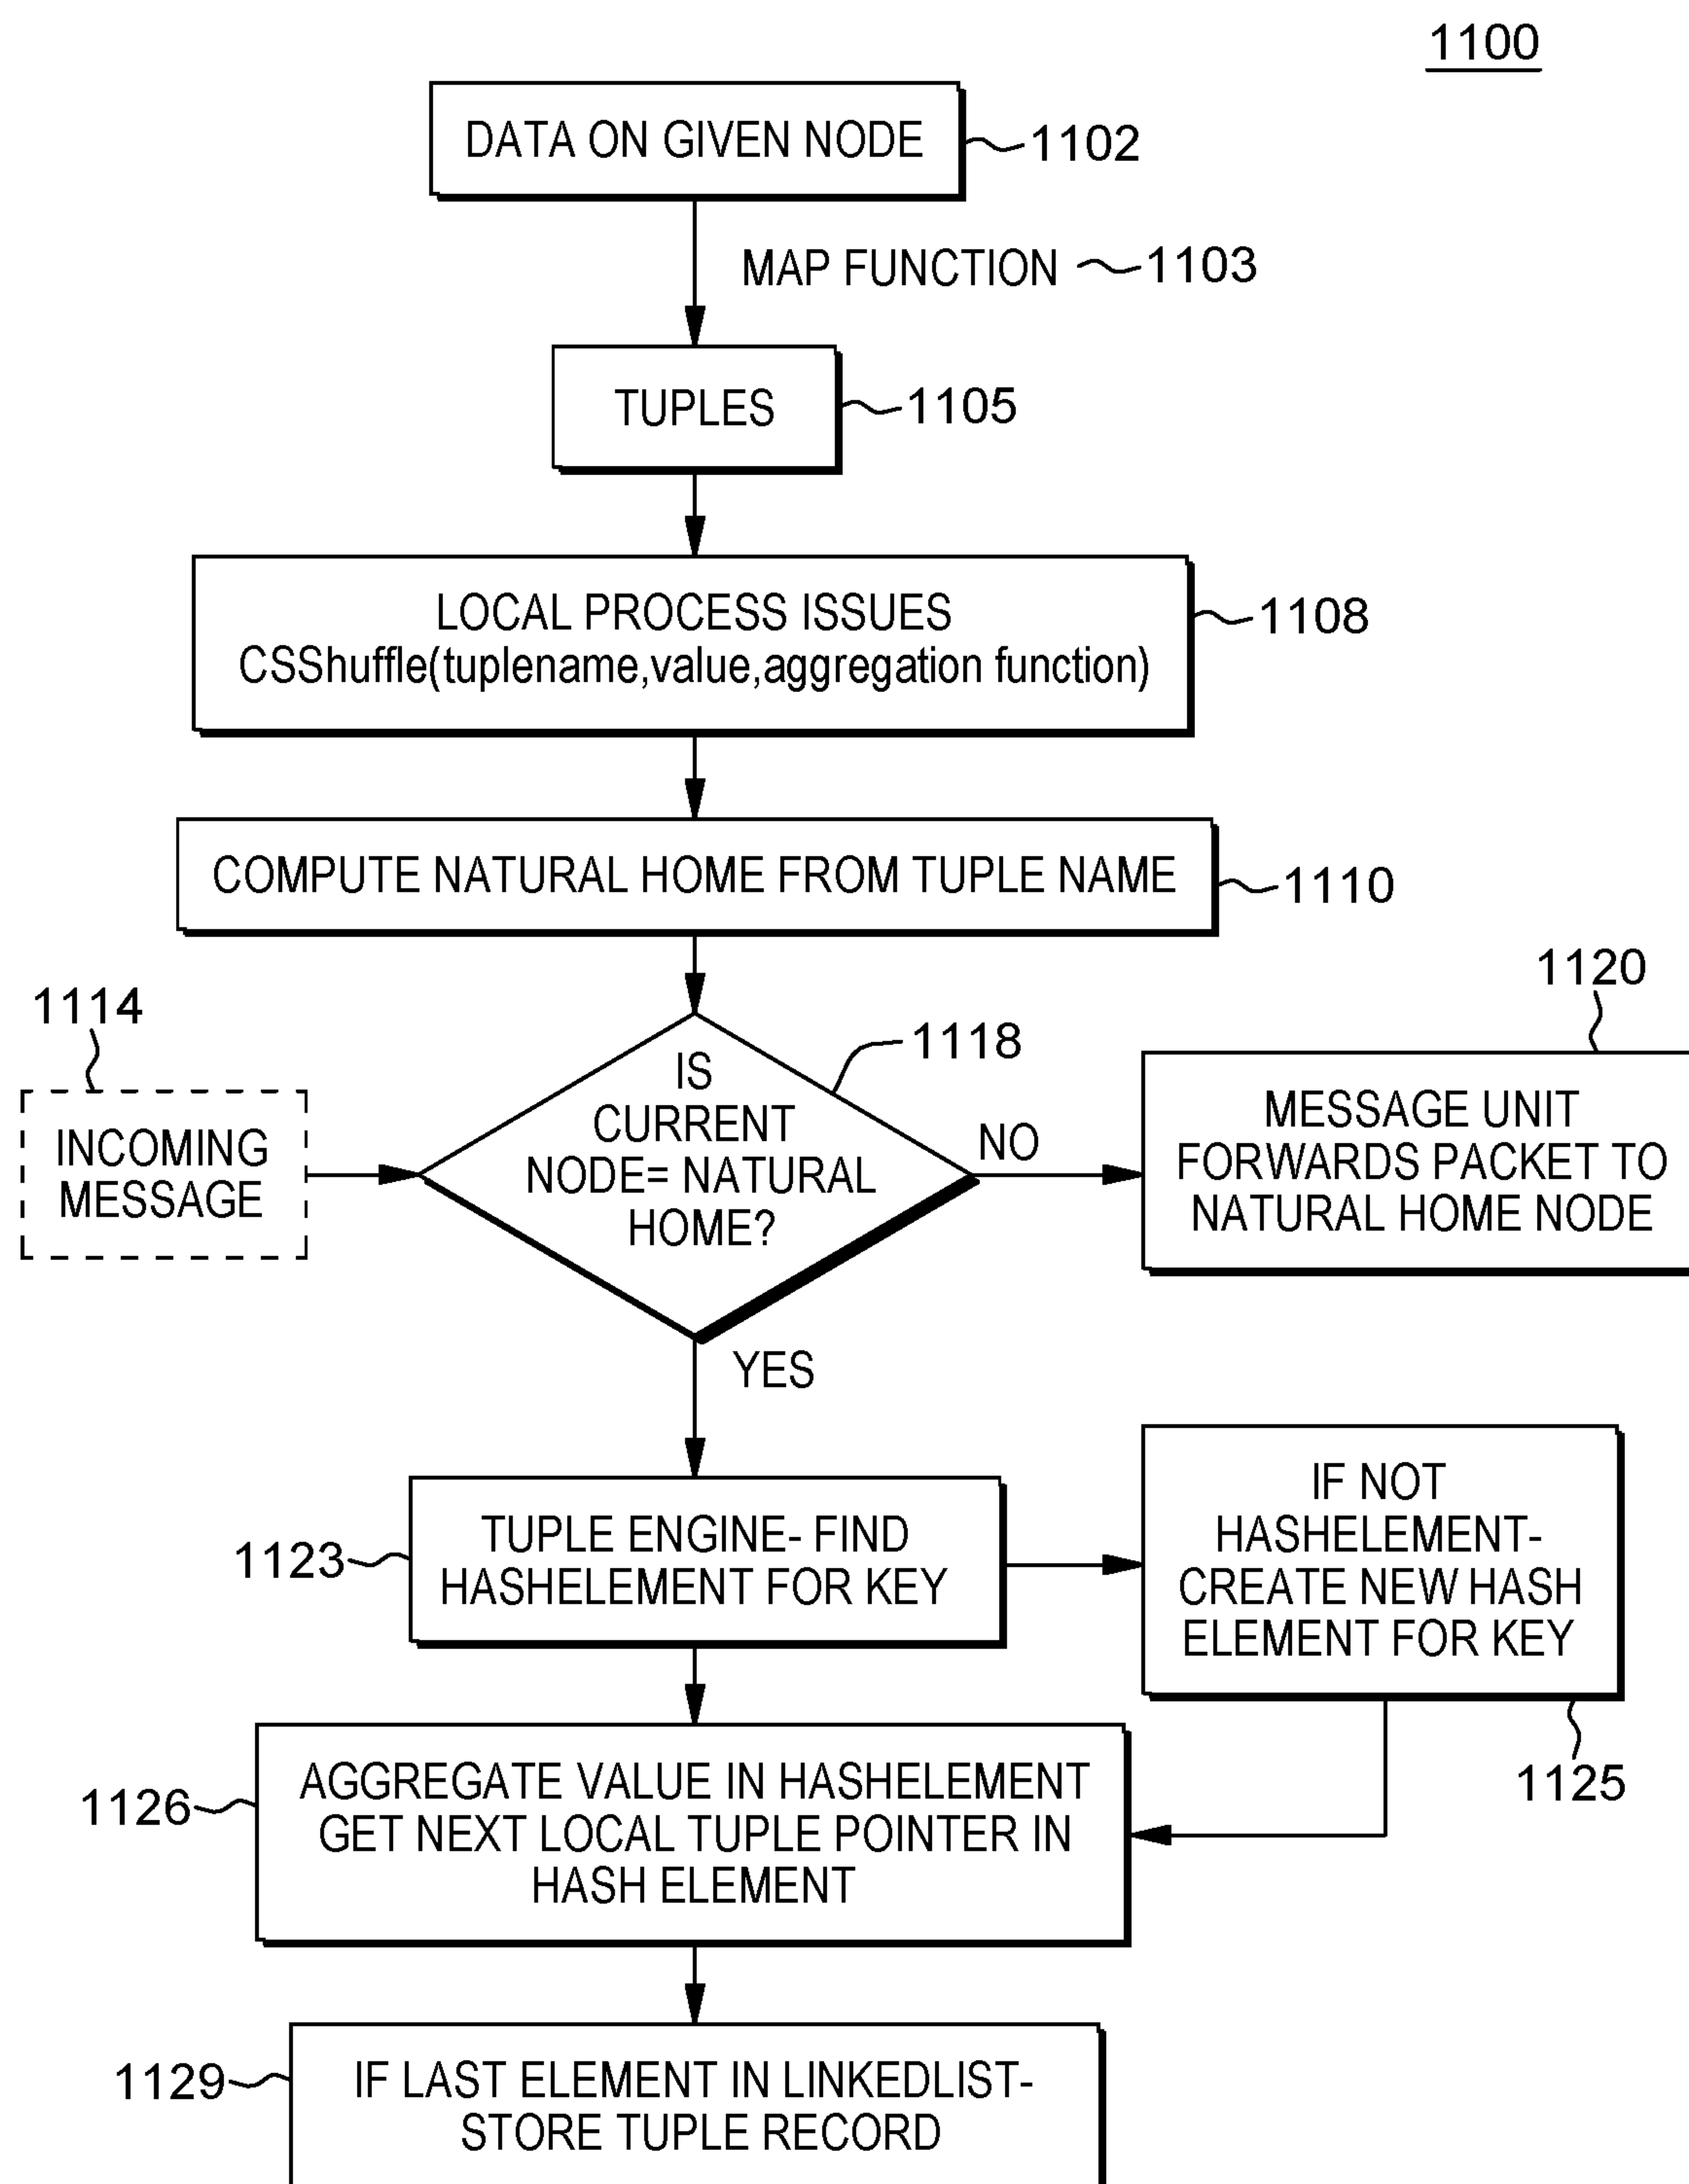 1100
DATA ON GIVEN NODE
1102
MAP FUNCTION
1103
TUPLES
1105
LOCAL PROCESS ISSUES
CSShuffle(tuplename,value,aggregation function)
1108
COMPUTE NATURAL HOME FROM TUPLE NAME
1110
1114
INCOMING
MESSAGE
IS
CURRENT
NODE= NATURAL
HOME?
1118
NO
1120
MESSAGE UNIT
FORWARDS PACKET TO
NATURAL HOME NODE
YES
1123
TUPLE ENGINE- FIND
HASHELEMENT FOR KEY
IF NOT
HASHELEMENT-
CREATE NEW HASH
ELEMENT FOR KEY
1125
1126
AGGREGATE VALUE IN HASHELEMENT
GET NEXT LOCAL TUPLE POINTER IN
HASH ELEMENT
1129
IF LAST ELEMENT IN LINKEDLIST-
STORE TUPLE RECORD